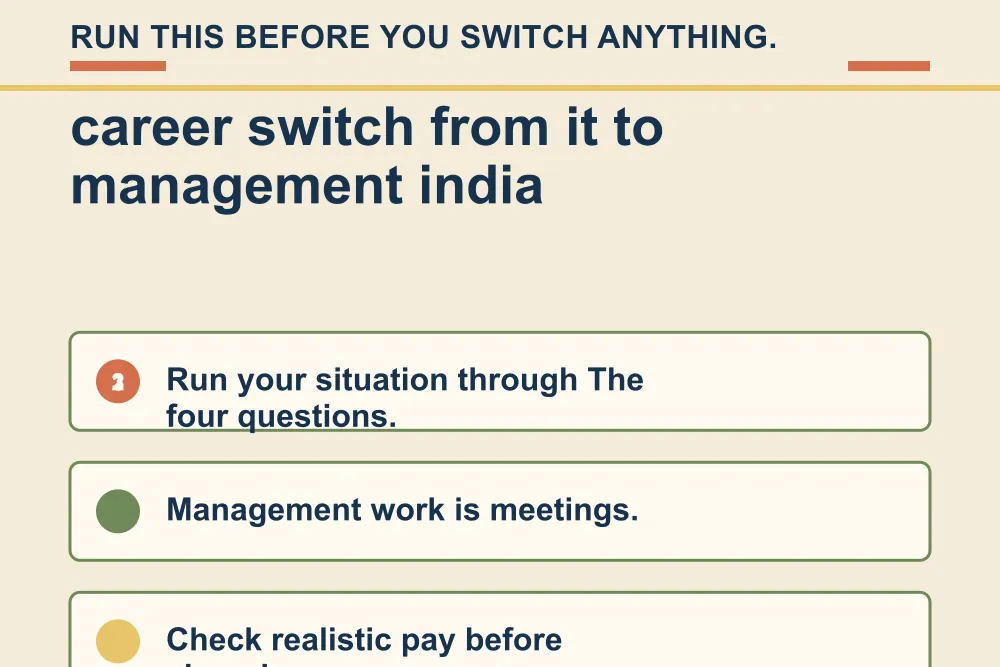 RUN THIS BEFORE YOU SWITCH ANYTHING.
career switch from it to
management india
Run your situation through The
four questions.
Management work is meetings.
Check realistic pay before